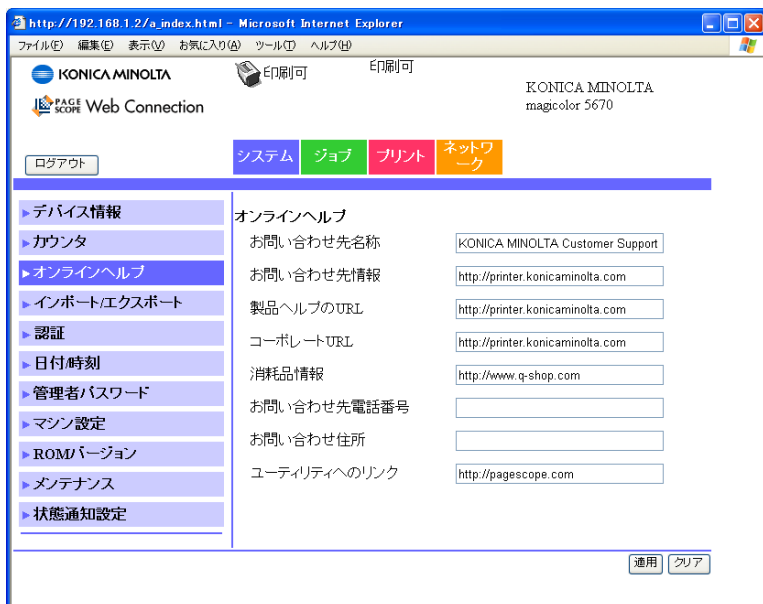 http://192.168.1.2/a_index.html - Microsoft Internet Explorer
ファイル(F) 編集(E) 表示(V) お気に入り(A) ツール(T) ヘルプ(H)
KONICA MINOLTA
印刷可
印刷可
KONICA MINOLTA
magicolor 5670
PAGE SCOPE Web Connection
ログアウト
システム
ジョブ
プリント
ネットワ
ーク
デバイス情報
カウンタ
オンラインヘルプ
インポート/エクスポート
認証
日付/時刻
管理者パスワード
マシン設定
ROMバージョン
メンテナンス
状態通知設定
オンラインヘルプ
お問い合わせ先名称 KONICA MINOLTA Customer Support
お問い合わせ先情報 http://printer.konicaminolta.com
製品ヘルプのURL http://printer.konicaminolta.com
コーポレートURL http://printer.konicaminolta.com
消耗品情報 http://www.q-shop.com
お問い合わせ先電話番号
お問い合わせ住所
ユーティリティへのリンク http://pagescope.com
適用 クリア